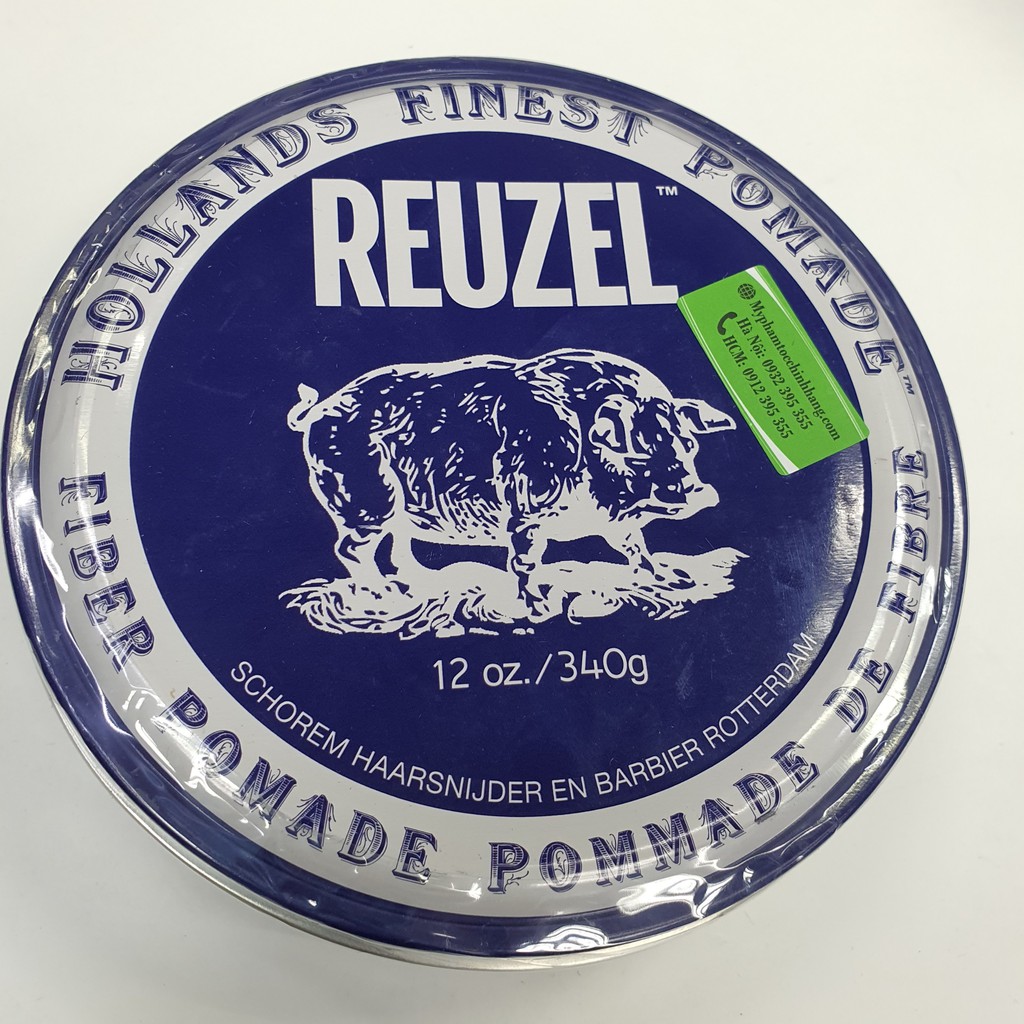 HOLLANDS FINEST POMADE™
REUZEL™
Myphamtocchinhhang.com
Hà Nội: 0932 395 355
HCM: 0912 395 355
12 oz./340g
SCHOREM HAARSNIJDER EN BARBIER ROTTERDAM
FIBER POMADE POMMADE DE FIBRE